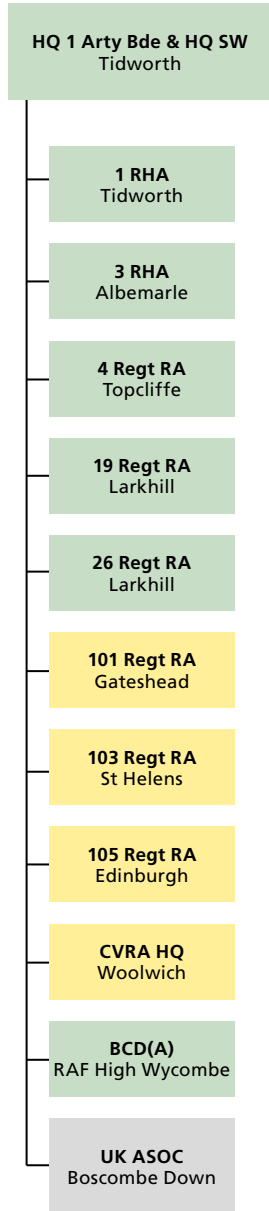 HQ 1 Arty Bde & HQ SW
Tidworth
1 RHA
Tidworth
3 RHA
Albemarle
4 Regt RA
Topcliffe
19 Regt RA
Larkhill
26 Regt RA
Larkhill
101 Regt RA
Gateshead
103 Regt RA
St Helens
105 Regt RA
Edinburgh
CVRA HQ
Woolwich
BCD(A)
RAF High Wycombe
UK ASOC
Boscombe Down